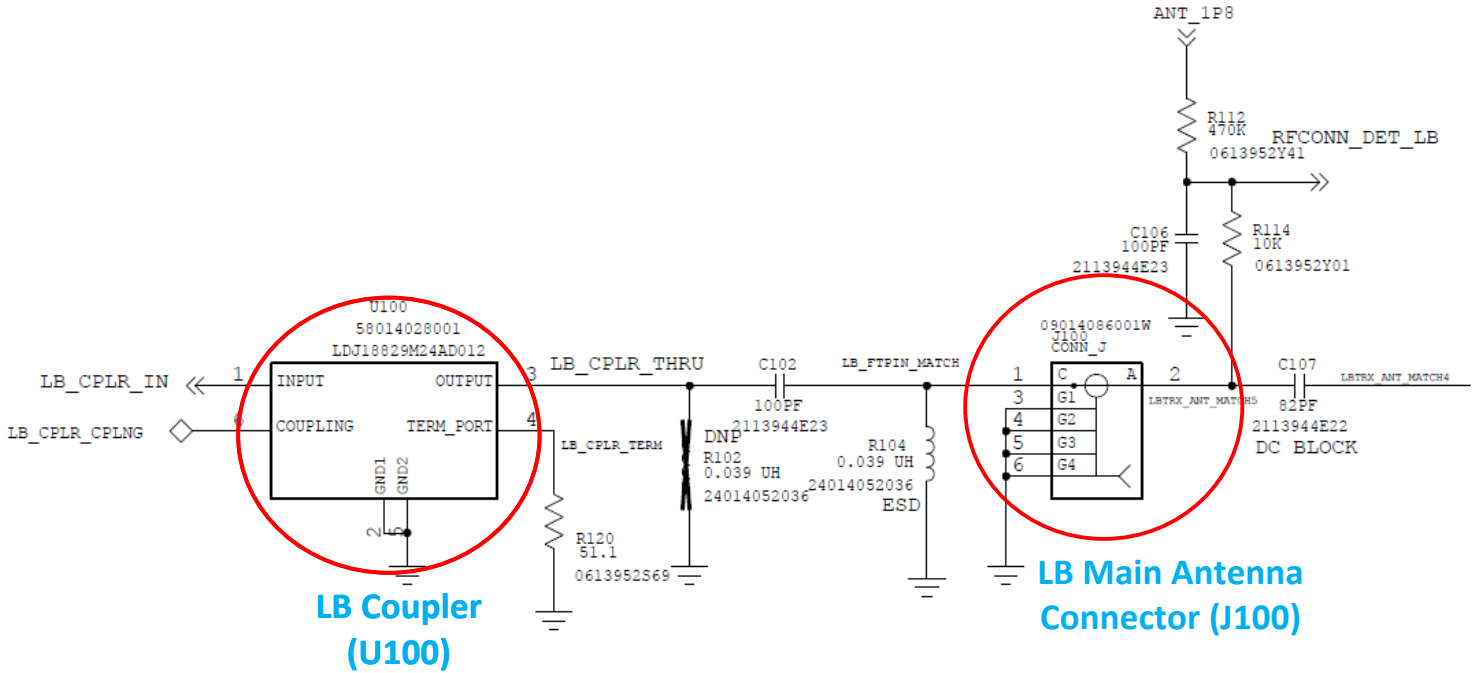 ANT_1P8
R112
470K
0613952Y41
RFCONN_DET_LB
C106
100PF
2113944E23
R114
10K
0613952Y01
U100
58014028001
LDJ18829M24AD012
LB_CPLR_IN
1
INPUT
OUTPUT
3
LB_CPLR_THRU
LB_CPLR_CPLNG
6
COUPLING
TERM_PORT
4
LB_CPLR_TERM
GND1
GND2
2
5
R120
51.1
0613952S69
DNP
R102
0.039 UH
24014052036
C102
100PF
2113944E23
LB_FTPIN_MATCH
R104
0.039 UH
24014052036
ESD
09014086001W
J100
CONN_J
1
C
A
2
3
G1
4
G2
5
G3
6
G4
LBTRX_ANT_MATCH5
C107
82PF
2113944E22
DC BLOCK
LBTRX_ANT_MATCH4
LB Coupler
(U100)
LB Main Antenna
Connector (J100)